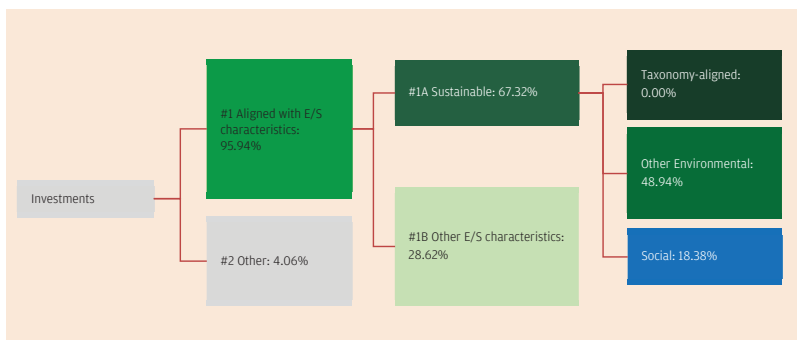 Investments
#1 Aligned with E/S
characteristics:
95.94%
#2 Other: 4.06%
#1A Sustainable: 67.32%
#1B Other E/S characteristics:
28.62%
Taxonomy-aligned:
0.00%
Other Environmental:
48.94%
Social: 18.38%